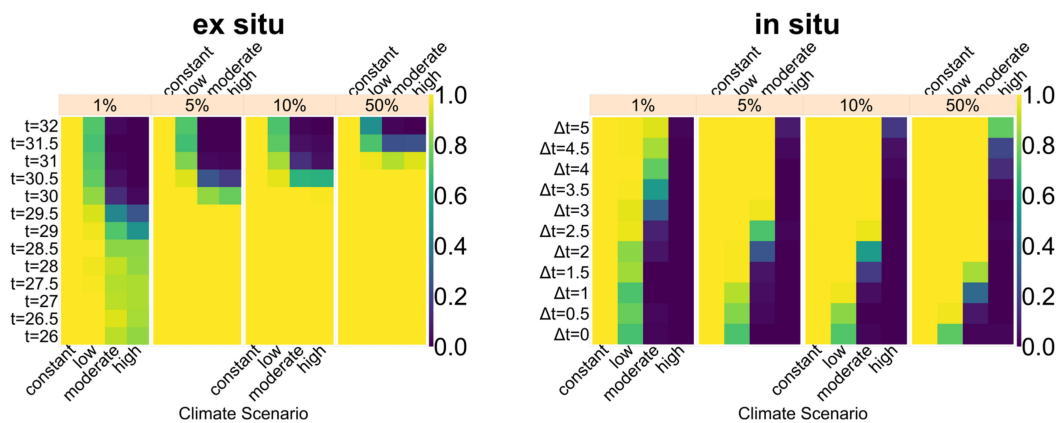 ex situ
in situ
constant
low
moderate
high
constant
low
moderate
high
constant
low
moderate
high
constant
low
moderate
high
1%
5%
10%
50%
1.0
1%
5%
10%
50%
1.0
t=32
t=31.5
t=31
t=30.5
t=30
t=29.5
t=29
t=28.5
t=28
t=27.5
t=27
t=26.5
t=26
0.8
0.6
0.4
0.2
0.0
Δt=5
Δt=4.5
Δt=4
Δt=3.5
Δt=3
Δt=2.5
Δt=2
Δt=1.5
Δt=1
Δt=0.5
Δt=0
0.8
0.6
0.4
0.2
0.0
constant
low
moderate
high
constant
low
moderate
high
constant
low
moderate
high
constant
low
moderate
high
Climate Scenario
Climate Scenario